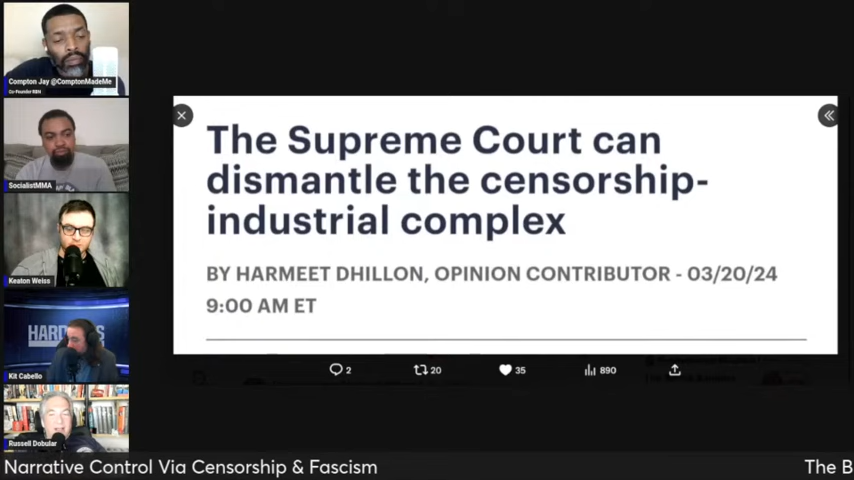 Compton Jay @ComptonMadeMe
Co-Founder RBN
SocialistMMA
Keaton Weiss
HARD
Kit Cabello
Russell Dobular
The Supreme Court can
dismantle the censorship-
industrial complex
BY HARMEET DHILLON, OPINION CONTRIBUTOR - 03/20/24
9:00 AM ET
2
20
35
890
Narrative Control Via Censorship & Fascism
The B